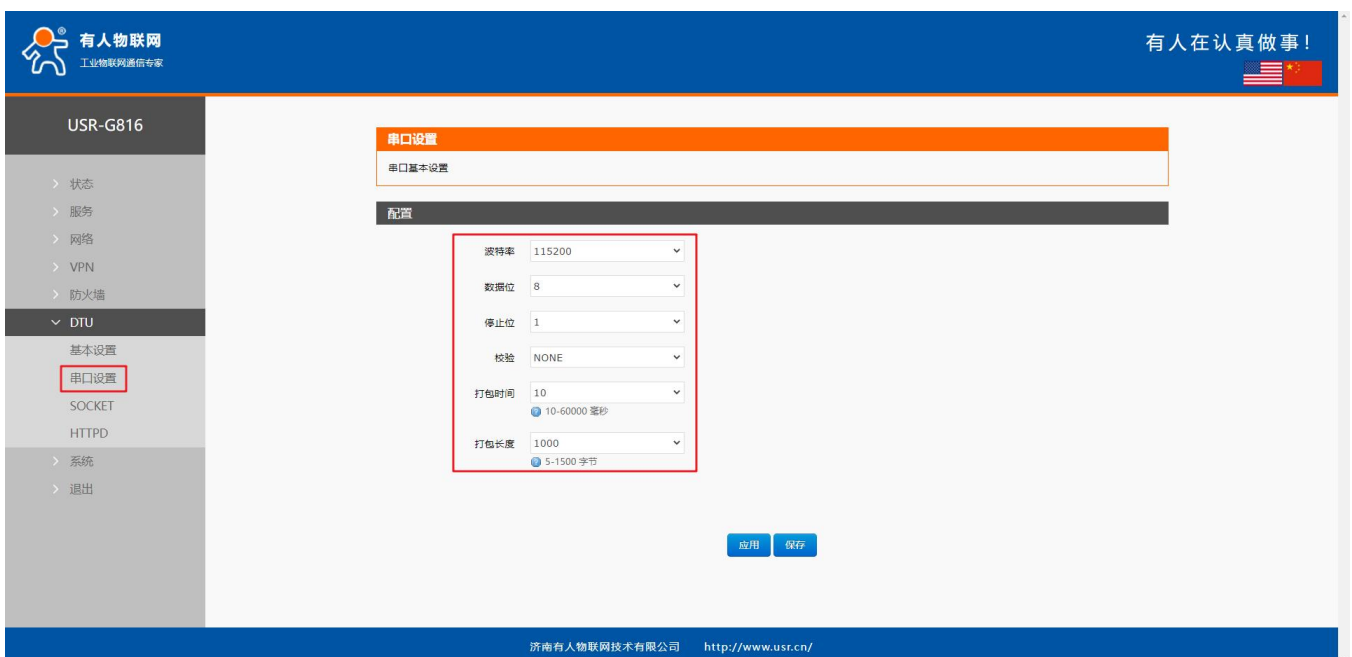 有人物联网
工业物联网通信专家
有人在认真做事!
USR-G816
状态
服务
网络
VPN
防火墙
DTU
基本设置
串口设置
SOCKET
HTTPD
系统
退出
串口设置
串口基本设置
配置
波特率 115200
数据位 8
停止位 1
校验 NONE
打包时间 10
10-60000 毫秒
打包长度 1000
5-1500 字节
应用 保存
济南有人物联网技术有限公司 http://www.usr.cn/